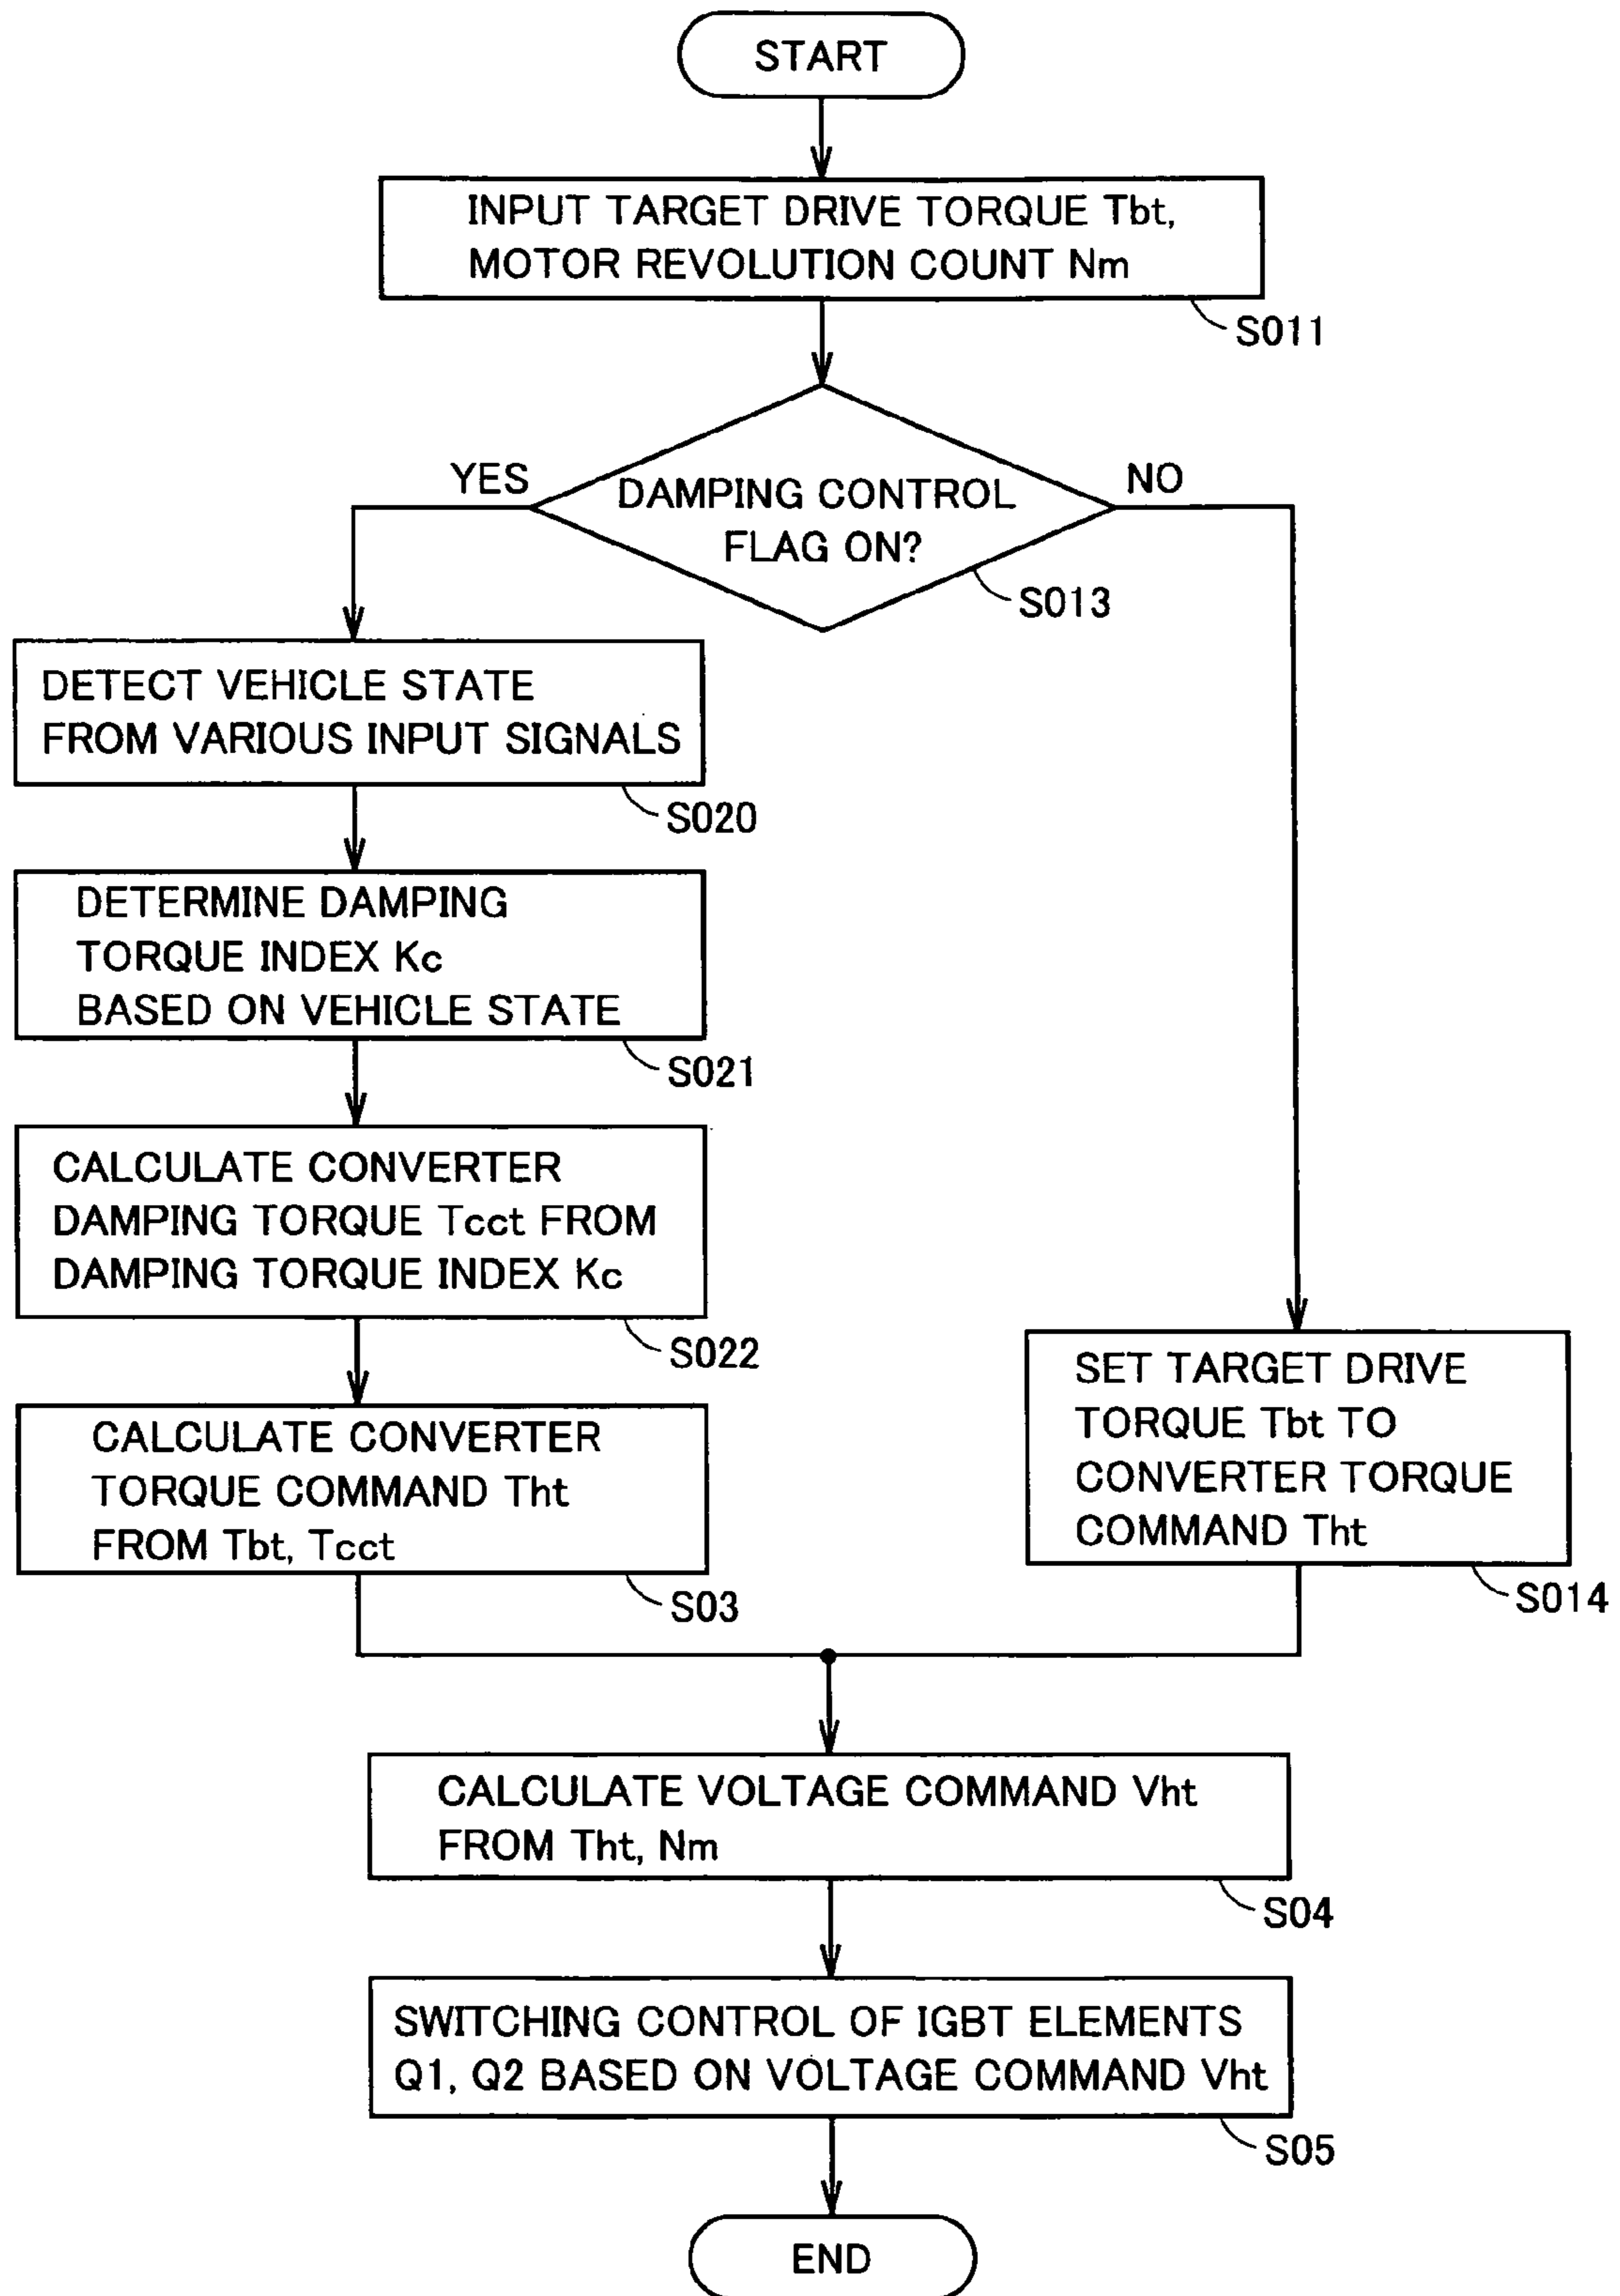 START
INPUT TARGET DRIVE TORQUE Tbt,
MOTOR REVOLUTION COUNT Nm
S011
YES
DAMPING CONTROL
FLAG ON?
NO
S013
DETECT VEHICLE STATE
FROM VARIOUS INPUT SIGNALS
S020
DETERMINE DAMPING
TORQUE INDEX Kc
BASED ON VEHICLE STATE
S021
CALCULATE CONVERTER
DAMPING TORQUE Tcct FROM
DAMPING TORQUE INDEX Kc
S022
CALCULATE CONVERTER
TORQUE COMMAND Tht
FROM Tbt, Tcct
S03
SET TARGET DRIVE
TORQUE Tbt TO
CONVERTER TORQUE
COMMAND Tht
S014
CALCULATE VOLTAGE COMMAND Vht
FROM Tht, Nm
S04
SWITCHING CONTROL OF IGBT ELEMENTS
Q1, Q2 BASED ON VOLTAGE COMMAND Vht
S05
END